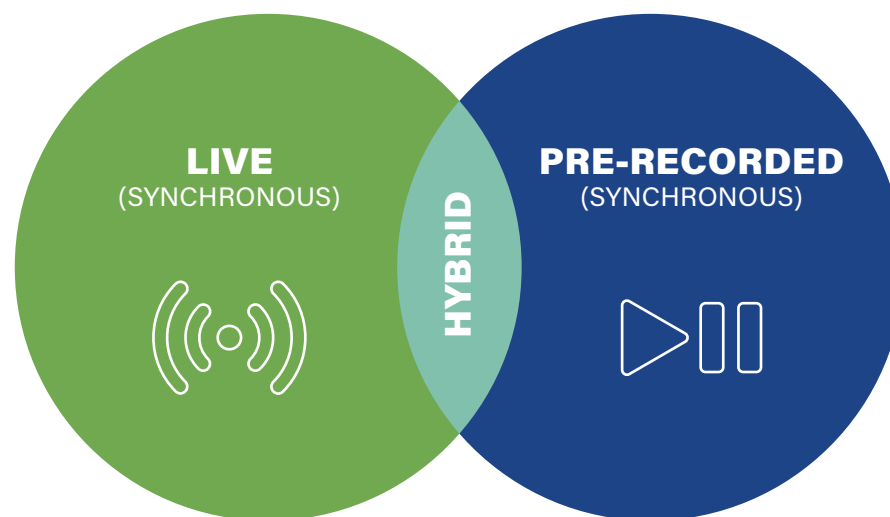 LIVE
(SYNCHRONOUS)
HYBRID
PRE-RECORDED
(SYNCHRONOUS)